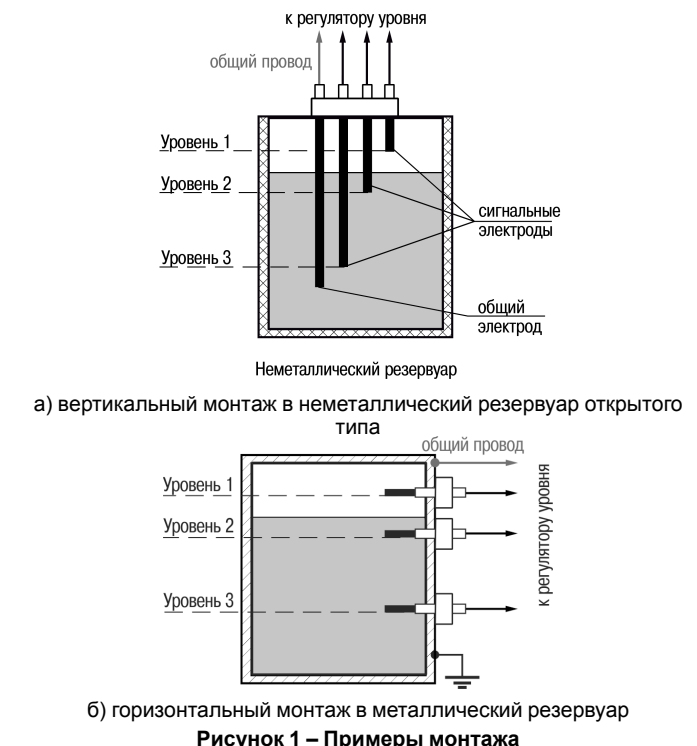 к регулятору уровня
общий провод
Уровень 1
Уровень 2
сигнальные
электроды
Уровень 3
общий
электрод
Неметаллический резервуар
а) вертикальный монтаж в неметаллический резервуар открытого
типа
общий провод
Уровень 1
Уровень 2
к регулятору уровня
Уровень 3
б) горизонтальный монтаж в металлический резервуар
Рисунок 1 – Примеры монтажа